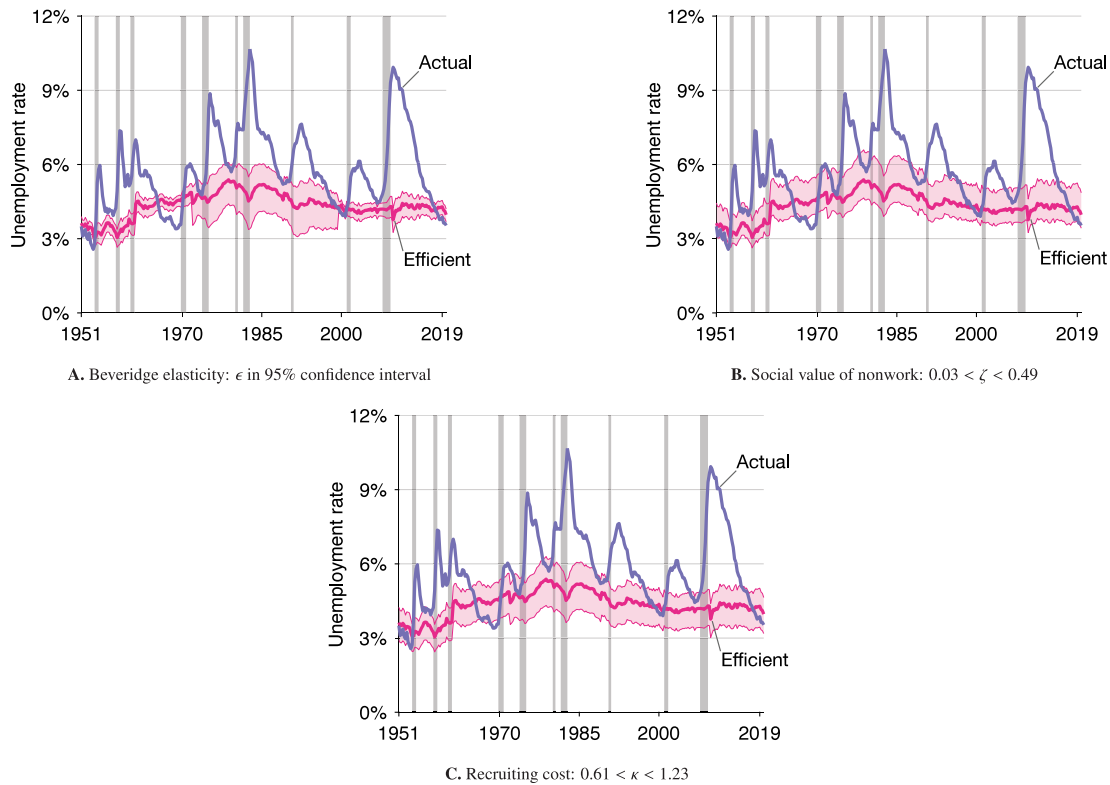 12%
9%
6%
3%
0%
Unemployment rate
Actual
Efficient
1951 1970 1985 2000 2019
A. Beveridge elasticity: ϵ in 95% confidence interval
12%
9%
6%
3%
0%
Unemployment rate
Actual
Efficient
1951 1970 1985 2000 2019
B. Social value of nonwork: 0.03 < ζ < 0.49
12%
9%
6%
3%
0%
Unemployment rate
Actual
Efficient
1951 1970 1985 2000 2019
C. Recruiting cost: 0.61 < κ < 1.23